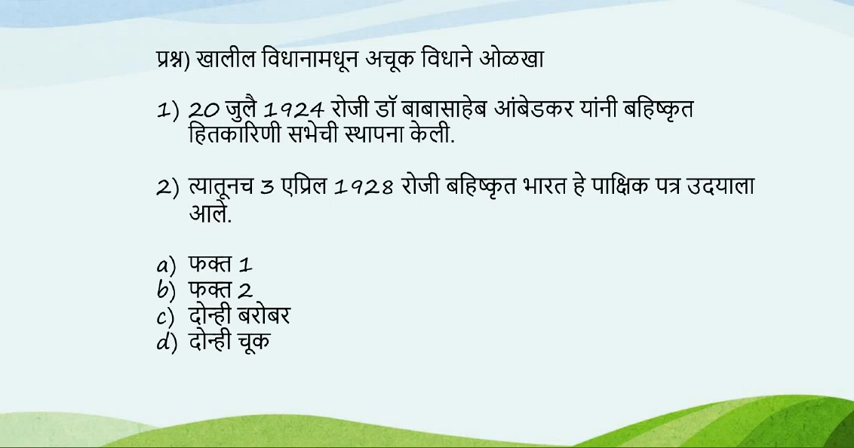 प्रश्न) खालील विधानामधून अचूक विधाने ओळखा
1) 20 जुलै 1924 रोजी डॉ बाबासाहेब आंबेडकर यांनी बहिष्कृत
हितकारिणी सभेची स्थापना केली.
2) त्यातूनच 3 एप्रिल 1928 रोजी बहिष्कृत भारत हे पाक्षिक पत्र उदयाला
आले.
a) फक्त 1
b) फक्त 2
c) दोन्ही बरोबर
d) दोन्ही चूक